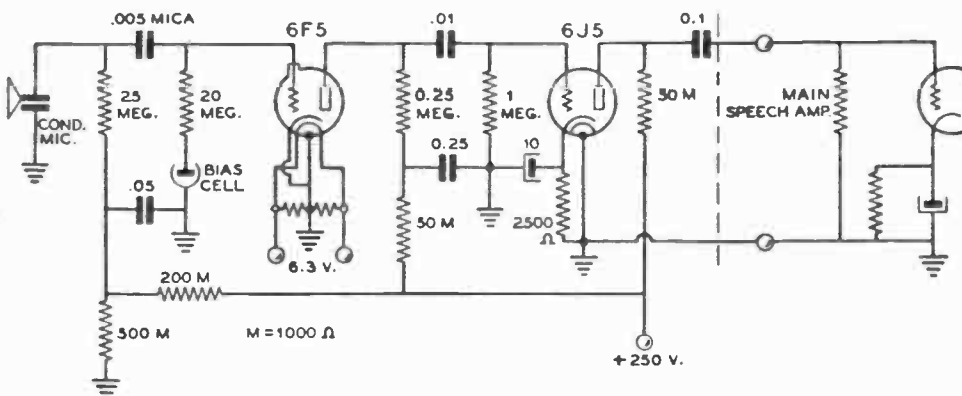 .005 MICA
6F5
.01
6J5
0.1
25
MEG.
20
MEG.
0.25
MEG.
1
MEG.
50 M
MAIN
SPEECH AMP.
COND.
MIC.
.05
BIAS
CELL
0.25
10
50 M
2500
Ω
6.3 V.
200 M
500 M
M = 1000 Ω
+250 V.